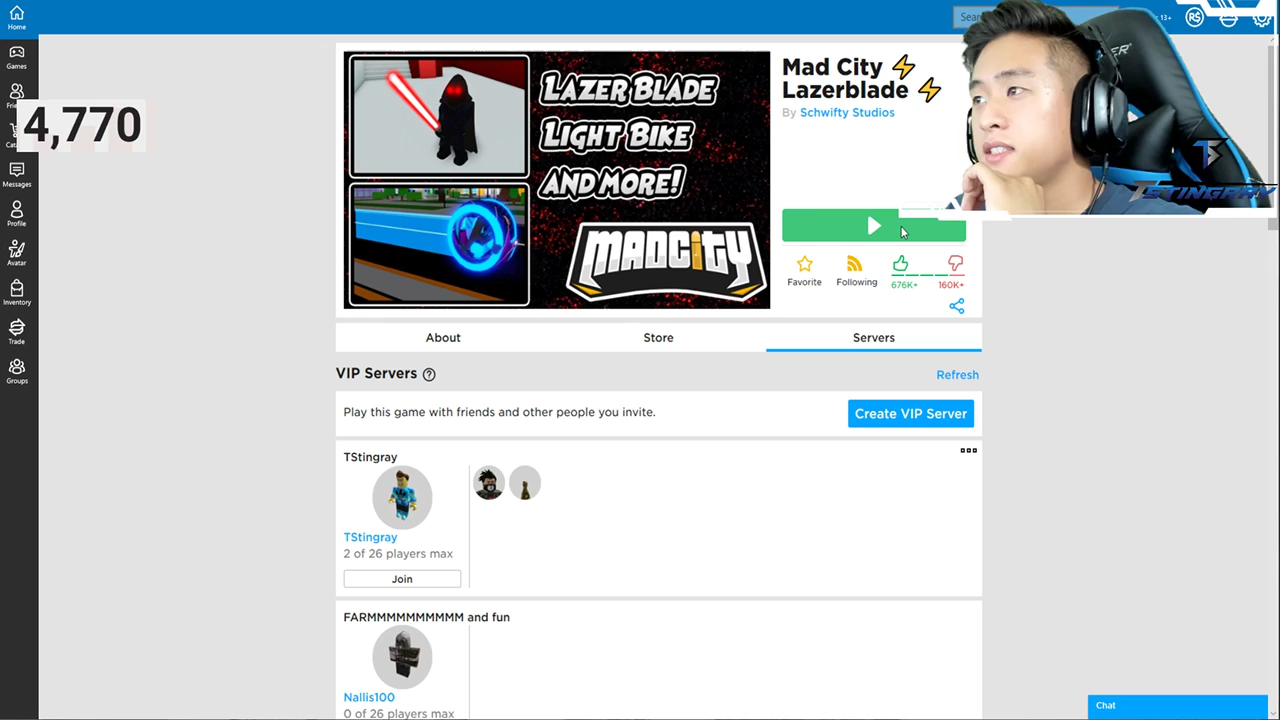 Home
Games
4,770
Messages
Profile
Avatar
Inventory
Trade
Groups
Sea
13+
R$
LAZER BLADE
LIGHT BIKE
AND MORE!
MADCITY
Mad City ⚡
Lazerblade ⚡
By Schwifty Studios
Favorite
Following
676K+
160K+
TSTINGRAY
About
Store
Servers
VIP Servers ?
Refresh
Play this game with friends and other people you invite.
Create VIP Server
TStingray
TStingray
2 of 26 players max
Join
FARMMMMMMMMMM and fun
Nallis100
0 of 26 players max
Chat